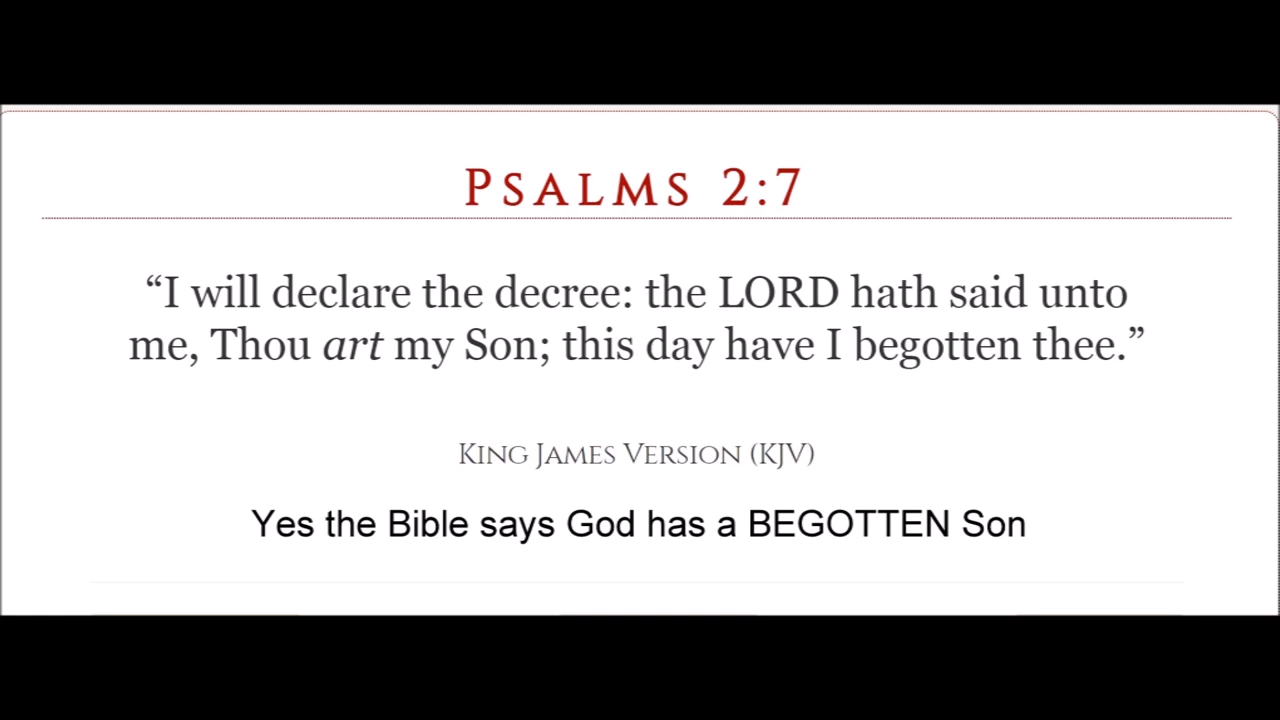 PSALMS 2:7
“I will declare the decree: the LORD hath said unto
me, Thou art my Son; this day have I begotten thee.”
KING JAMES VERSION (KJV)
Yes the Bible says God has a BEGOTTEN Son